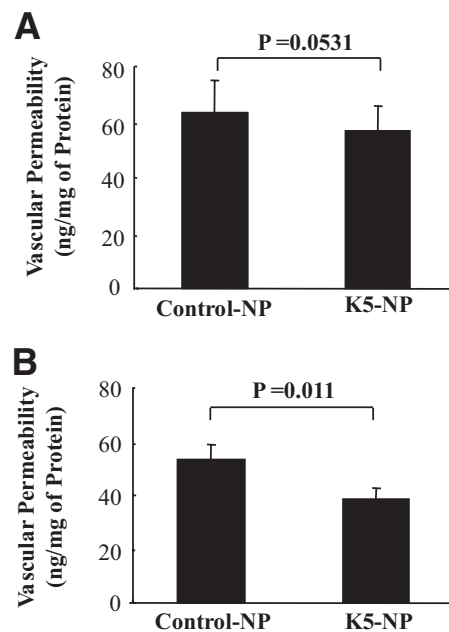 A
P =0.0531
Vascular Permeability
(ng/mg of Protein)
80
60
40
20
0
Control-NP K5-NP
B
P =0.011
Vascular Permeability
(ng/mg of Protein)
80
60
40
20
0
Control-NP K5-NP